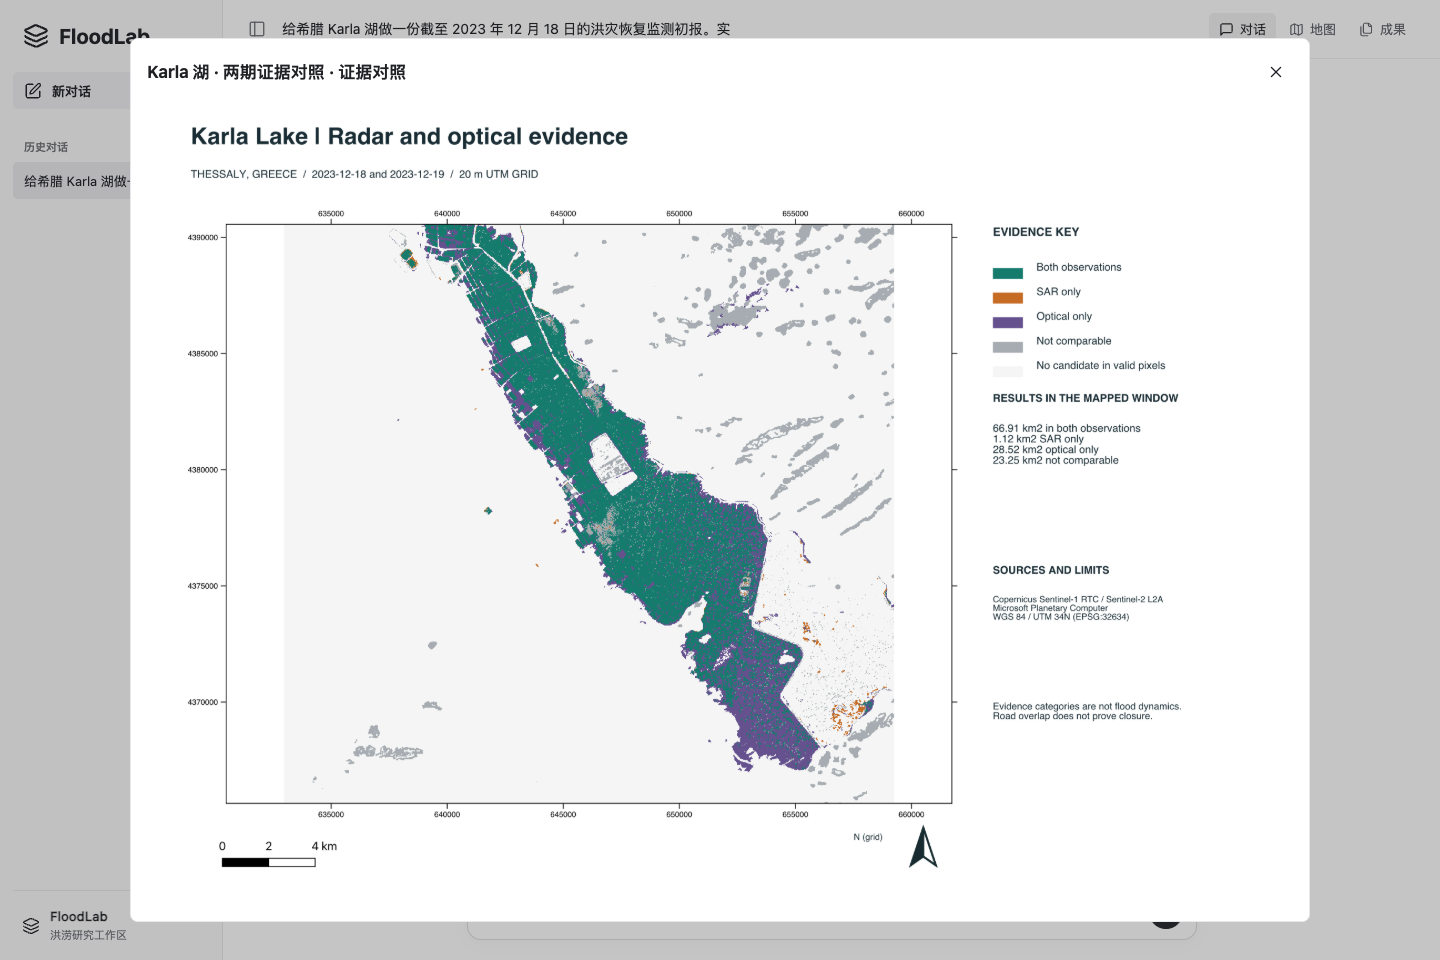 FloodLab
给希腊 Karla 湖做一份截至 2023 年 12 月 18 日的洪灾恢复监测初报。实
对话
地图
成果
新对话
历史对话
给希腊 Karla 湖做-
Karla 湖 · 两期证据对照 · 证据对照
Karla Lake | Radar and optical evidence
THESSALY, GREECE / 2023-12-18 and 2023-12-19 / 20 m UTM GRID
635000 640000 645000 650000 655000 660000
4390000
4385000
4380000
4375000
4370000
635000 640000 645000 650000 655000 660000
0 2 4 km
N (grid)
EVIDENCE KEY
Both observations
SAR only
Optical only
Not comparable
No candidate in valid pixels
RESULTS IN THE MAPPED WINDOW
66.91 km2 in both observations
1.12 km2 SAR only
28.52 km2 optical only
23.25 km2 not comparable
SOURCES AND LIMITS
Copernicus Sentinel-1 RTC / Sentinel-2 L2A
Microsoft Planetary Computer
WGS 84 / UTM 34N (EPSG:32634)
Evidence categories are not flood dynamics.
Road overlap does not prove closure.
FloodLab
洪涝研究工作区